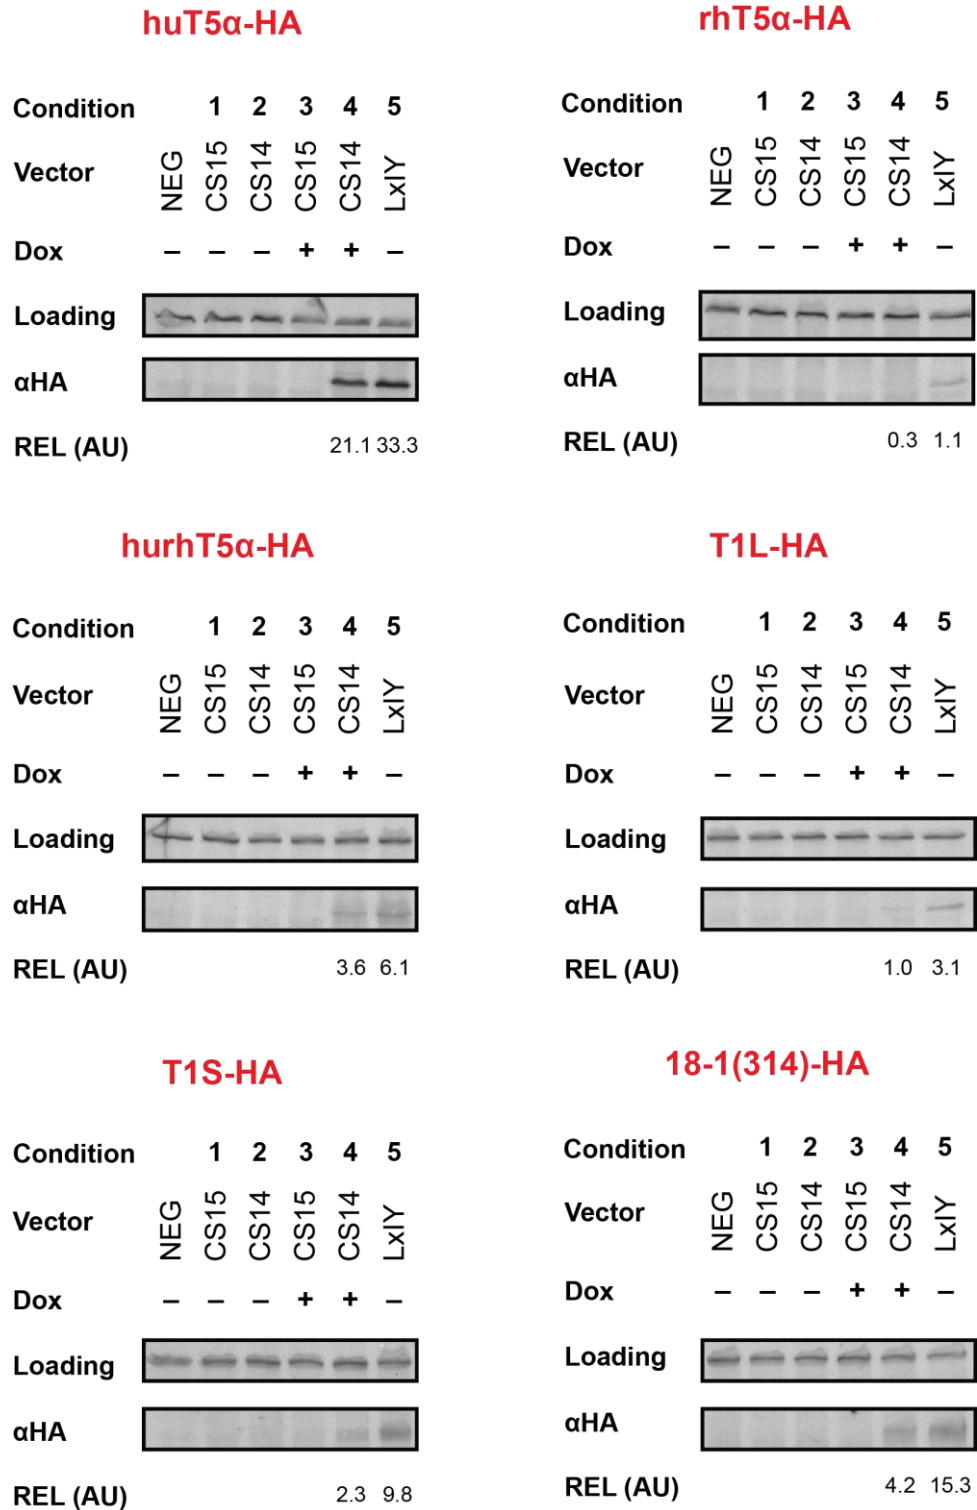 huT5α-HA
Condition 1 2 3 4 5
Vector NEG CS15 CS14 CS15 CS14 LxIY
Dox – – – + + –
Loading
αHA
REL (AU) 21.1 33.3
rhT5α-HA
Condition 1 2 3 4 5
Vector NEG CS15 CS14 CS15 CS14 LxIY
Dox – – – + + –
Loading
αHA
REL (AU) 0.3 1.1
hurhT5α-HA
Condition 1 2 3 4 5
Vector NEG CS15 CS14 CS15 CS14 LxIY
Dox – – – + + –
Loading
αHA
REL (AU) 3.6 6.1
T1L-HA
Condition 1 2 3 4 5
Vector NEG CS15 CS14 CS15 CS14 LxIY
Dox – – – + + –
Loading
αHA
REL (AU) 1.0 3.1
T1S-HA
Condition 1 2 3 4 5
Vector NEG CS15 CS14 CS15 CS14 LxIY
Dox – – – + + –
Loading
αHA
REL (AU) 2.3 9.8
18-1(314)-HA
Condition 1 2 3 4 5
Vector NEG CS15 CS14 CS15 CS14 LxIY
Dox – – – + + –
Loading
αHA
REL (AU) 4.2 15.3